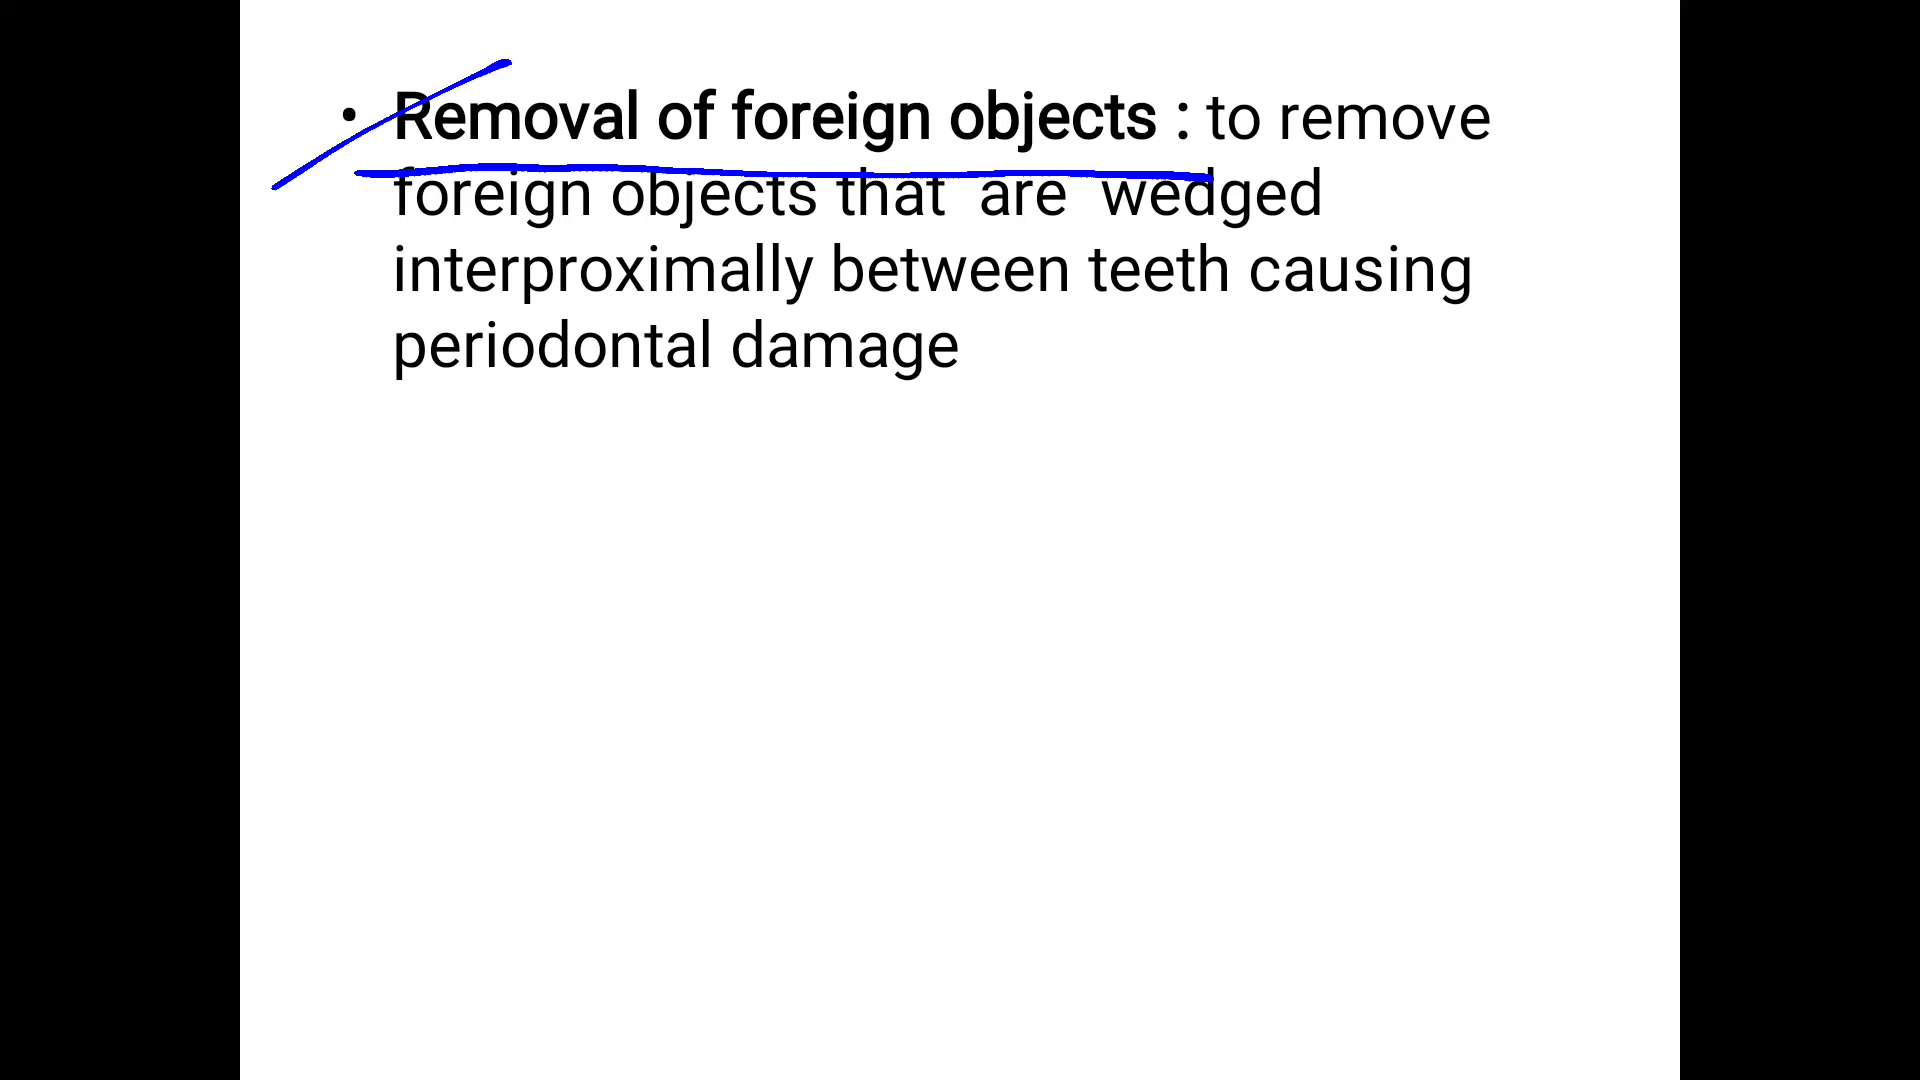 • Removal of foreign objects : to remove
foreign objects that are wedged
interproximally between teeth causing
periodontal damage